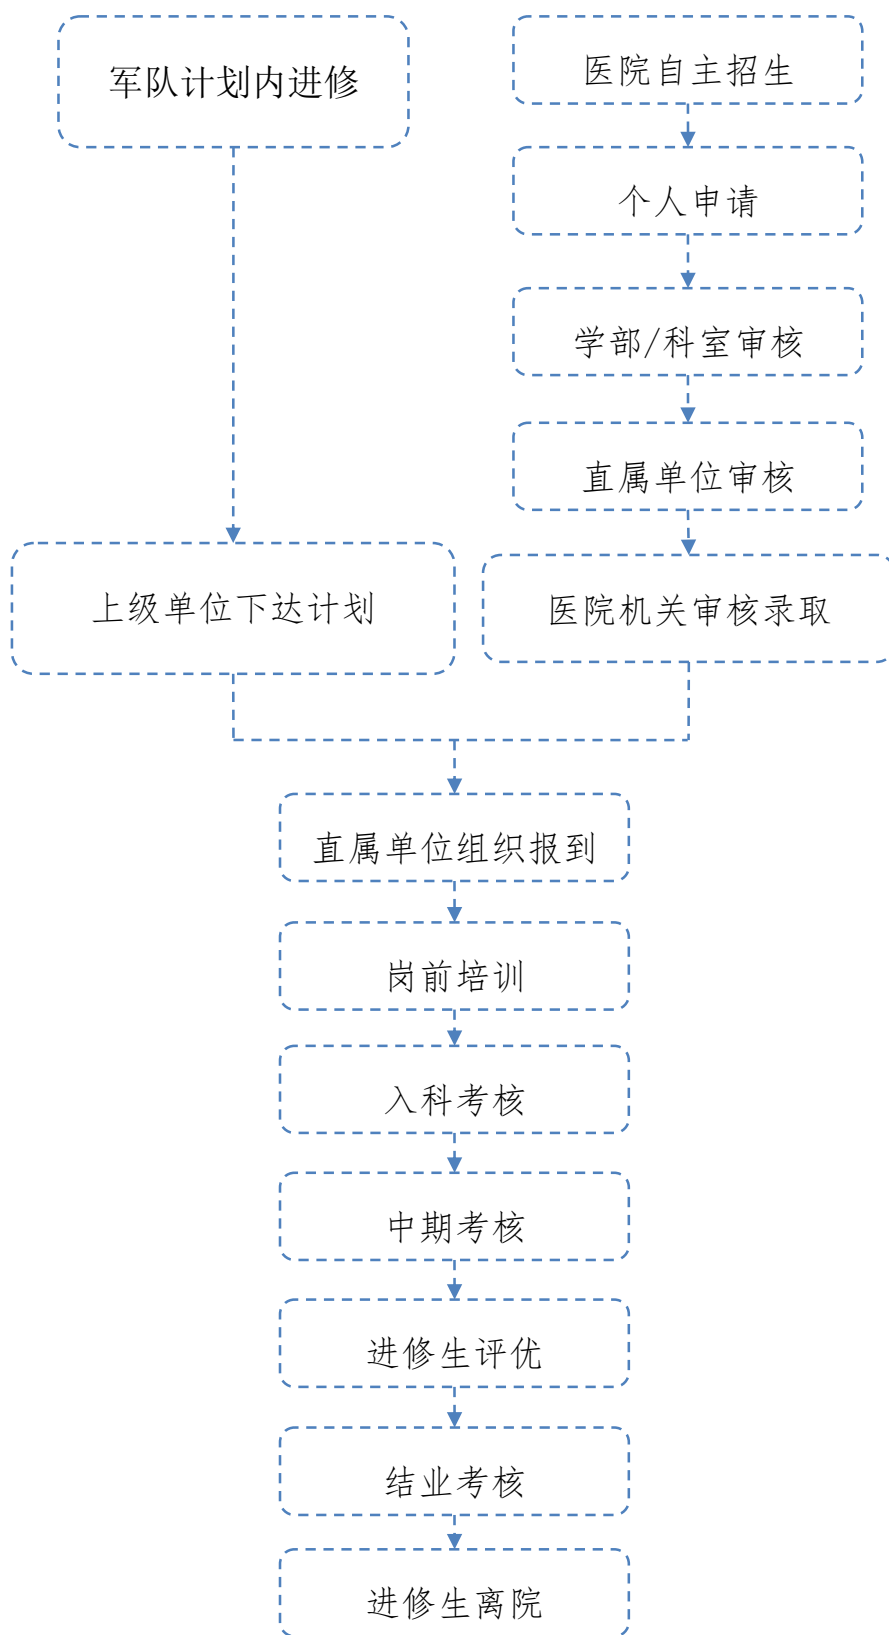 军队计划内进修
医院自主招生
个人申请
学部/科室审核
直属单位审核
上级单位下达计划
医院机关审核录取
直属单位组织报到
岗前培训
入科考核
中期考核
进修生评优
结业考核
进修生离院